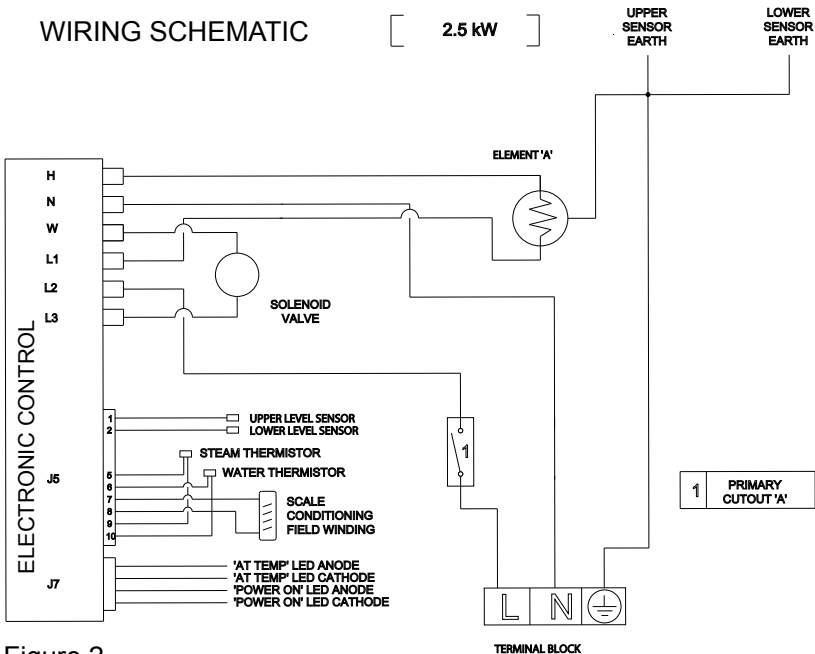 WIRING SCHEMATIC
2.5 kW
UPPER
SENSOR
EARTH
LOWER
SENSOR
EARTH
ELEMENT 'A'
ELECTRONIC CONTROL
H
N
W
L1
L2
L3
SOLENOID
VALVE
J5
1
2
5
6
7
8
9
10
UPPER LEVEL SENSOR
LOWER LEVEL SENSOR
STEAM THERMISTOR
WATER THERMISTOR
SCALE
CONDITIONING
FIELD WINDING
1
1 PRIMARY
CUTOUT 'A'
J7
'AT TEMP' LED ANODE
'AT TEMP' LED CATHODE
'POWER ON' LED ANODE
'POWER ON' LED CATHODE
L N
TERMINAL BLOCK